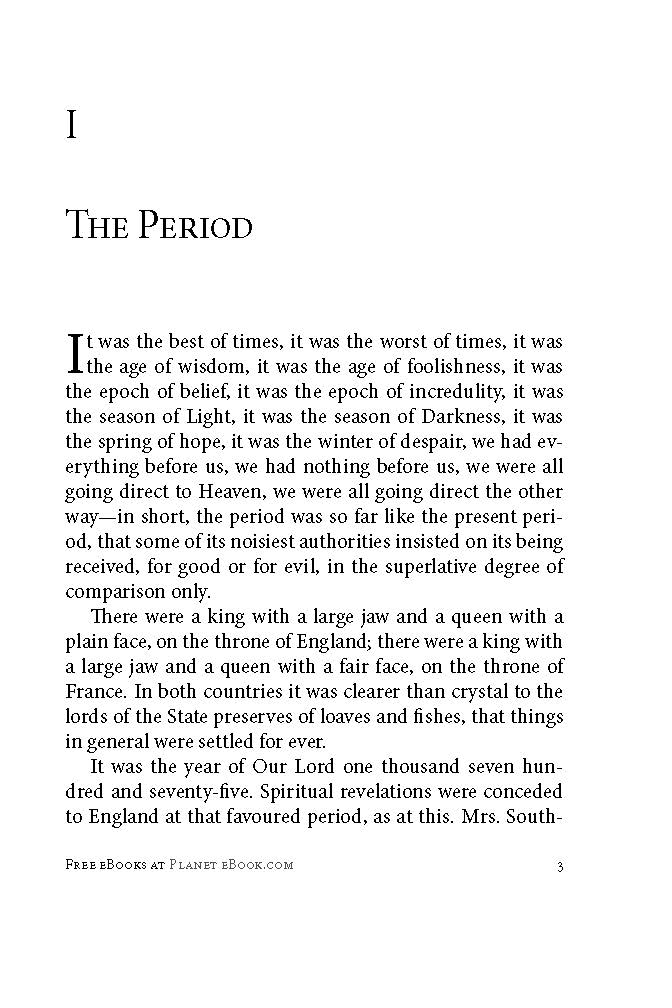 I
The Period
It was the best of times, it was the worst of times, it was
the age of wisdom, it was the age of foolishness, it was
the epoch of belief, it was the epoch of incredulity, it was
the season of Light, it was the season of Darkness, it was
the spring of hope, it was the winter of despair, we had ev-
erything before us, we had nothing before us, we were all
going direct to Heaven, we were all going direct the other
way—in short, the period was so far like the present peri-
od, that some of its noisiest authorities insisted on its being
received, for good or for evil, in the superlative degree of
comparison only.
There were a king with a large jaw and a queen with a
plain face, on the throne of England; there were a king with
a large jaw and a queen with a fair face, on the throne of
France. In both countries it was clearer than crystal to the
lords of the State preserves of loaves and fishes, that things
in general were settled for ever.
It was the year of Our Lord one thousand seven hun-
dred and seventy-five. Spiritual revelations were conceded
to England at that favoured period, as at this. Mrs. South-
Free eBooks at Planet eBook.com 3